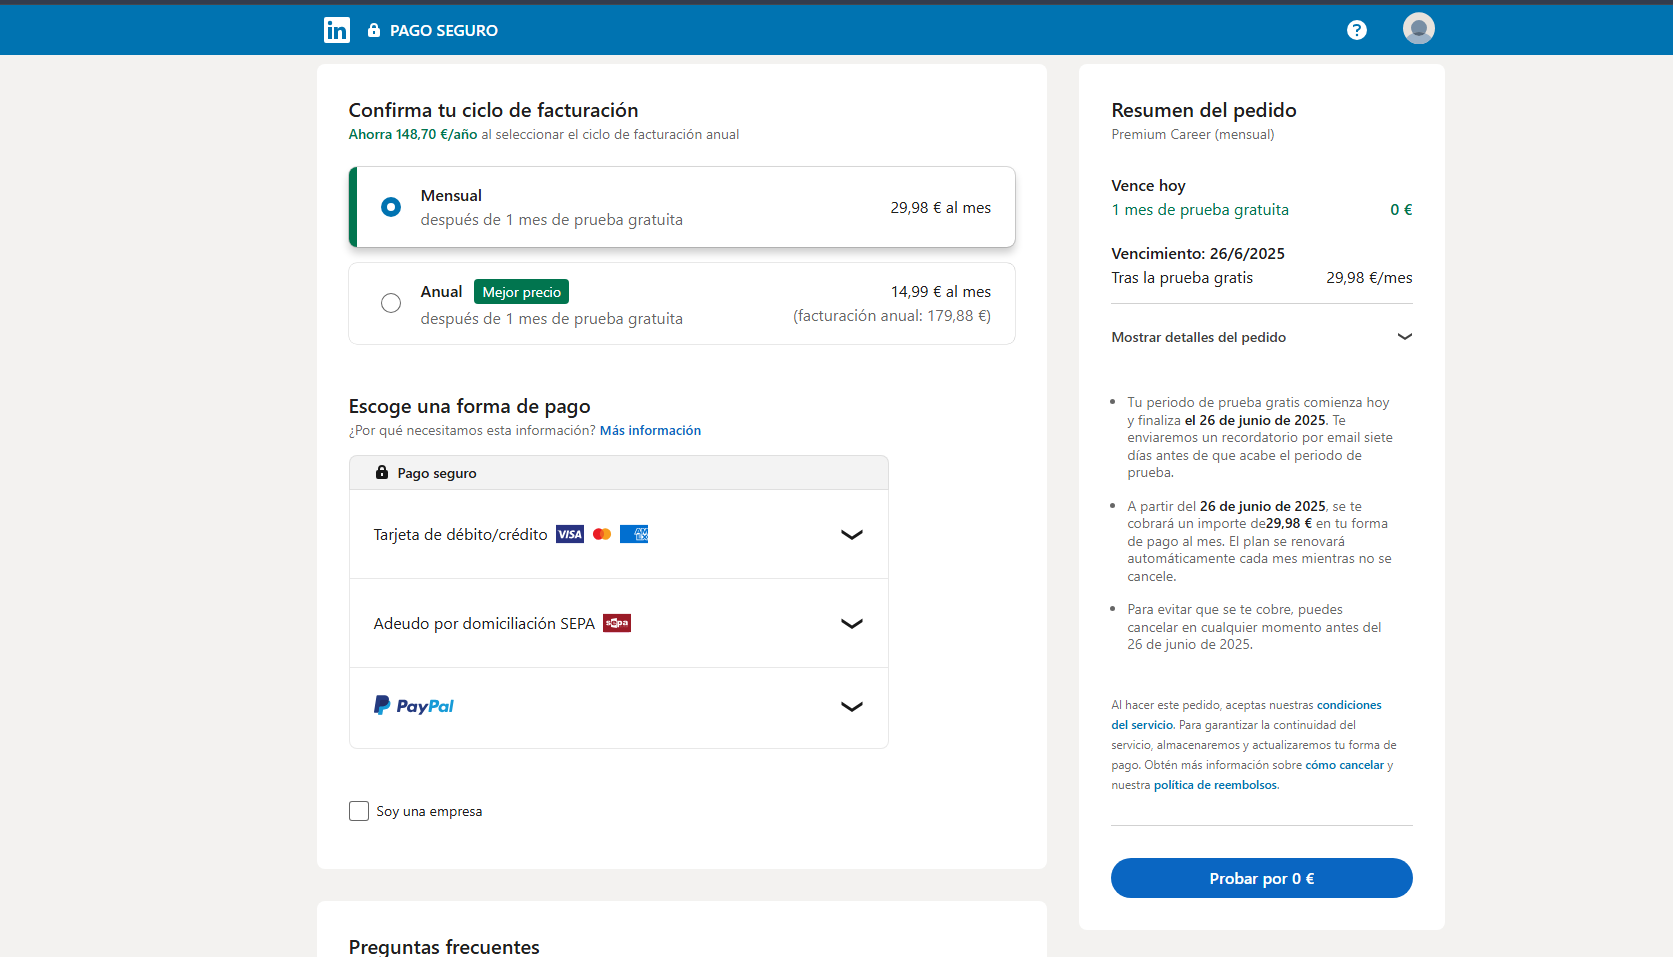 in PAGO SEGURO
?
Confirma tu ciclo de facturación
Ahorra 148,70 €/año al seleccionar el ciclo de facturación anual
Mensual
después de 1 mes de prueba gratuita
29,98 € al mes
Anual Mejor precio
después de 1 mes de prueba gratuita
14,99 € al mes
(facturación anual: 179,88 €)
Escoge una forma de pago
¿Por qué necesitamos esta información? Más información
Pago seguro
Tarjeta de débito/crédito VISA AMEX
Adeudo por domiciliación SEPA sepa
PayPal
Soy una empresa
Preguntas frecuentes
Resumen del pedido
Premium Career (mensual)
Vence hoy
1 mes de prueba gratuita 0 €
Vencimiento: 26/6/2025
Tras la prueba gratis 29,98 €/mes
Mostrar detalles del pedido
• Tu periodo de prueba gratis comienza hoy
y finaliza el 26 de junio de 2025. Te
enviaremos un recordatorio por email siete
días antes de que acabe el periodo de
prueba.
• A partir del 26 de junio de 2025, se te
cobrará un importe de29,98 € en tu forma
de pago al mes. El plan se renovará
automáticamente cada mes mientras no se
cancele.
• Para evitar que se te cobre, puedes
cancelar en cualquier momento antes del
26 de junio de 2025.
Al hacer este pedido, aceptas nuestras condiciones
del servicio. Para garantizar la continuidad del
servicio, almacenaremos y actualizaremos tu forma de
pago. Obtén más información sobre cómo cancelar y
nuestra política de reembolsos.
Probar por 0 €